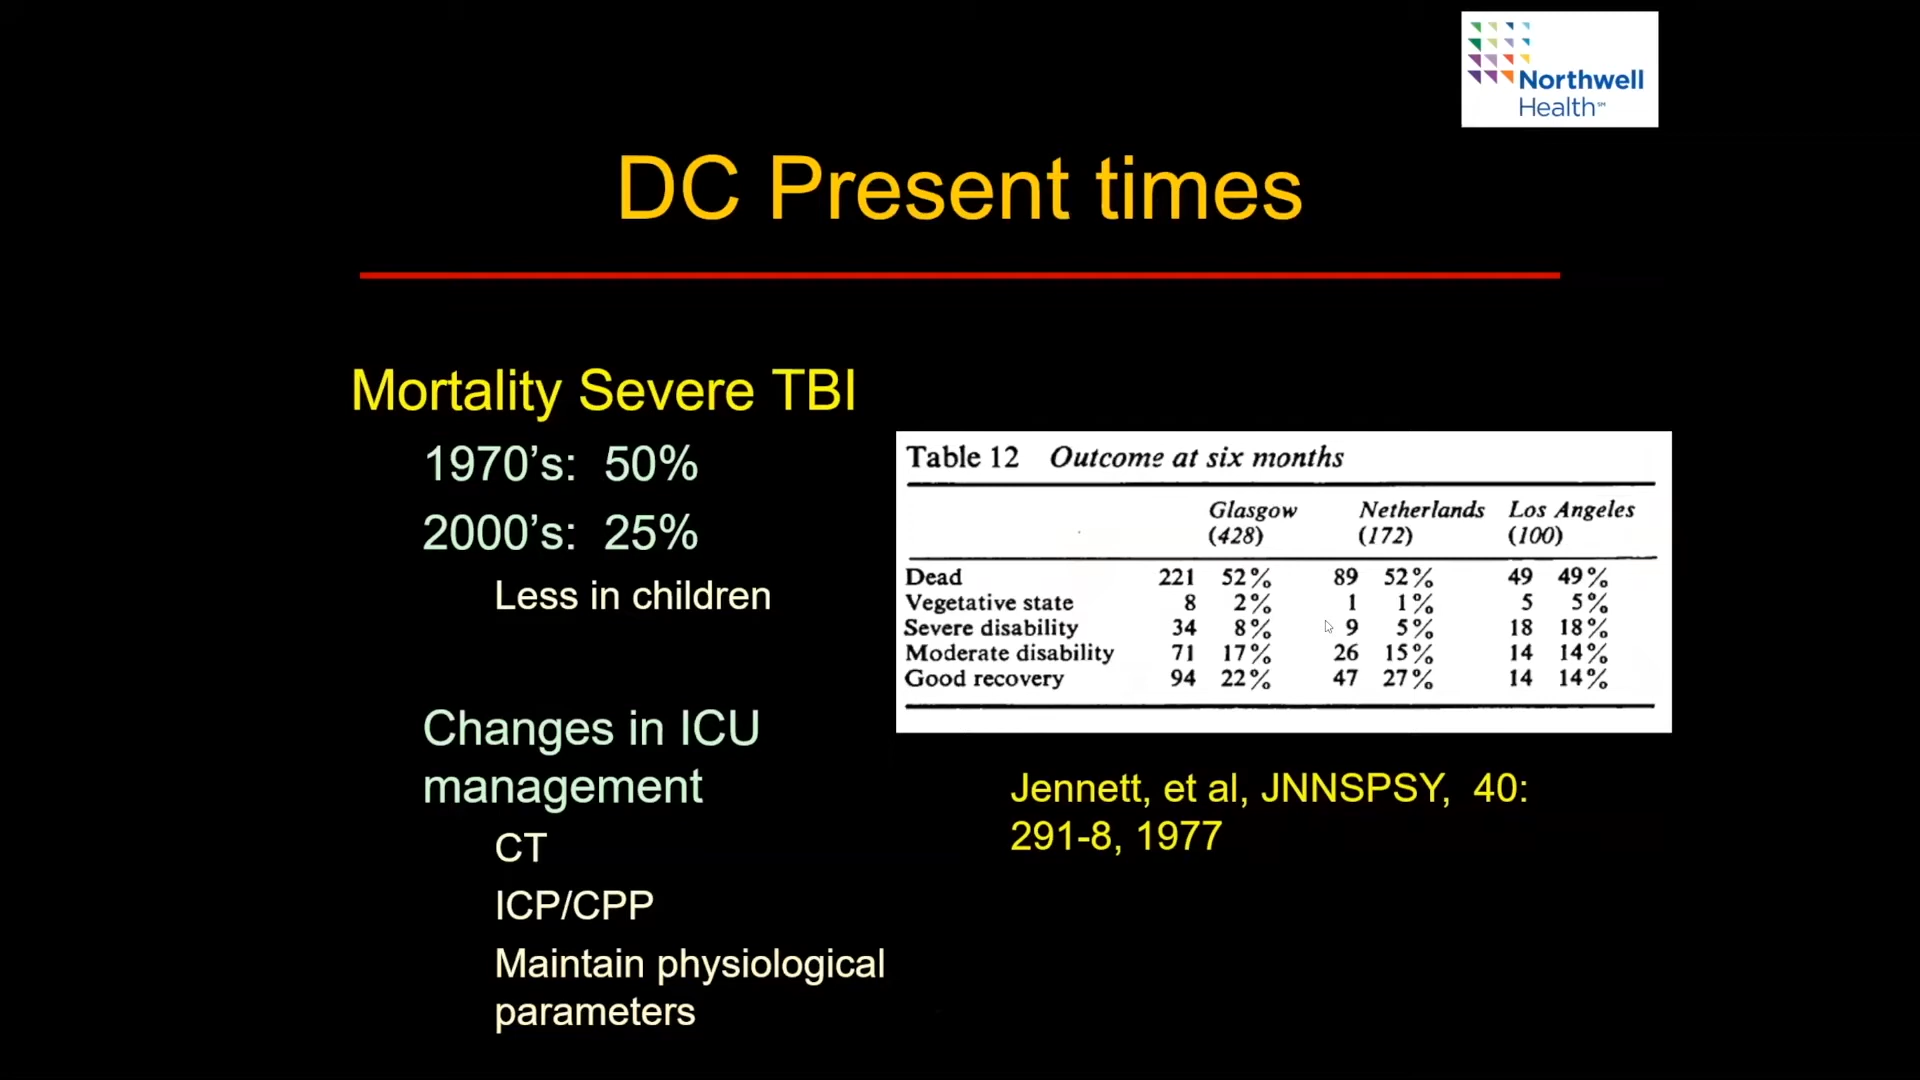 Northwell
Health℠
DC Present times
Mortality Severe TBI
1970’s: 50%
2000’s: 25%
Less in children
Changes in ICU
management
CT
ICP/CPP
Maintain physiological
parameters
Table 12 Outcome at six months
Glasgow Netherlands Los Angeles
(428) (172) (100)
Dead 221 52% 89 52% 49 49%
Vegetative state 8 2% 1 1% 5 5%
Severe disability 34 8% 9 5% 18 18%
Moderate disability 71 17% 26 15% 14 14%
Good recovery 94 22% 47 27% 14 14%
Jennett, et al, JNNSPSY, 40:
291-8, 1977